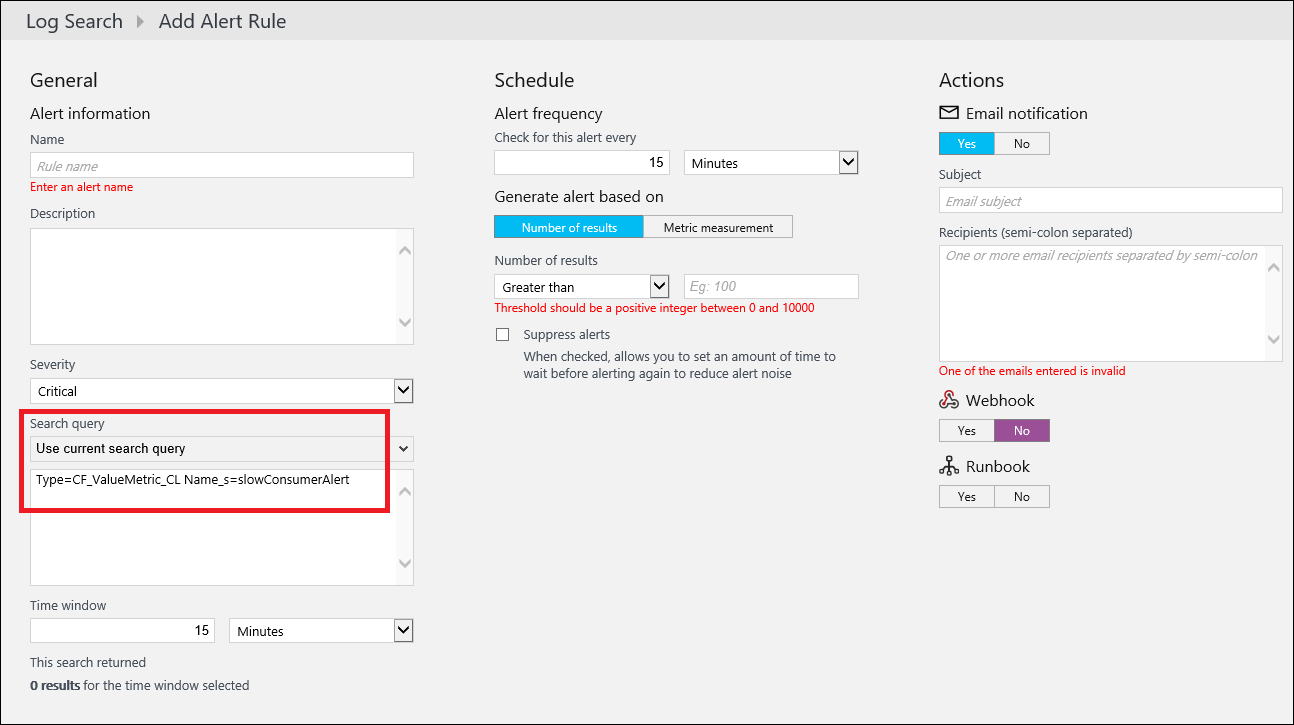 Log Search Add Alert Rule
General
Alert information
Name
Rule name
Enter an alert name
Description
Severity
Critical
Search query
Use current search query
Type=CF_ValueMetric_CL Name_s=slowConsumerAlert
Time window
15 Minutes
This search returned
0 results for the time window selected
Schedule
Alert frequency
Check for this alert every
15 Minutes
Generate alert based on
Number of results Metric measurement
Number of results
Greater than Eg: 100
Threshold should be a positive integer between 0 and 10000
Suppress alerts
When checked, allows you to set an amount of time to
wait before alerting again to reduce alert noise
Actions
Email notification
Yes No
Subject
Email subject
Recipients (semi-colon separated)
One or more email recipients separated by semi-colon
One of the emails entered is invalid
Webhook
Yes No
Runbook
Yes No